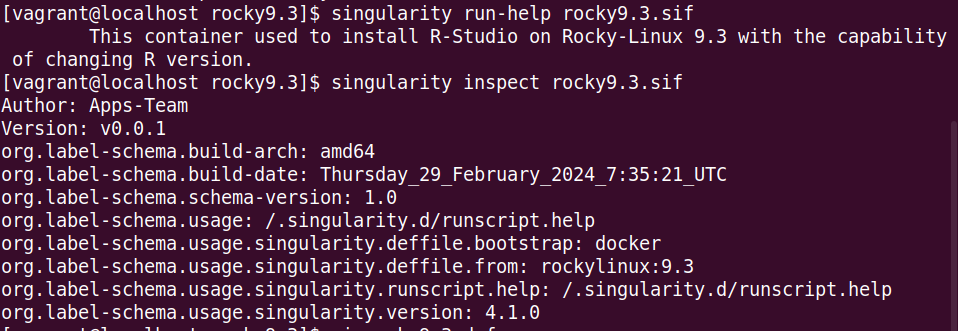 [vagrant@localhost rocky9.3]$ singularity run-help rocky9.3.sif
This container used to install R-Studio on Rocky-Linux 9.3 with the capability
of changing R version.
[vagrant@localhost rocky9.3]$ singularity inspect rocky9.3.sif
Author: Apps-Team
Version: v0.0.1
org.label-schema.build-arch: amd64
org.label-schema.build-date: Thursday_29_February_2024_7:35:21_UTC
org.label-schema.schema-version: 1.0
org.label-schema.usage: /.singularity.d/runscript.help
org.label-schema.usage.singularity.deffile.bootstrap: docker
org.label-schema.usage.singularity.deffile.from: rockylinux:9.3
org.label-schema.usage.singularity.runscript.help: /.singularity.d/runscript.help
org.label-schema.usage.singularity.version: 4.1.0